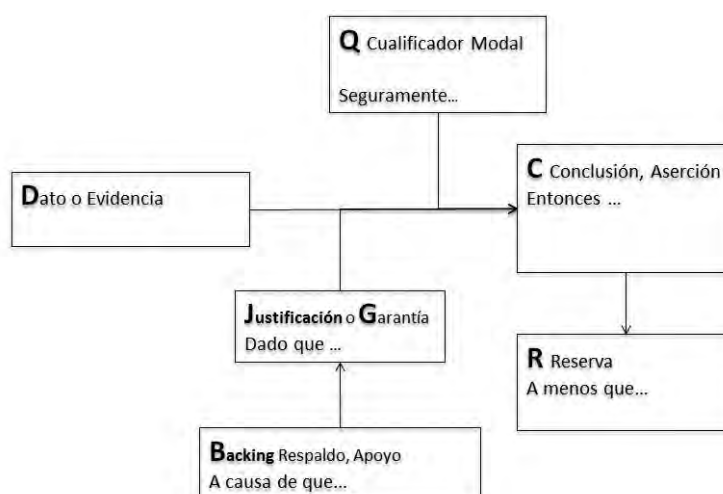 Q Cualificador Modal
Seguramente...
Dato o Evidencia
C Conclusión, Aserción
Entonces ...
Justificación o Garantía
Dado que ...
R Reserva
A menos que...
Backing Respaldo, Apoyo
A causa de que...